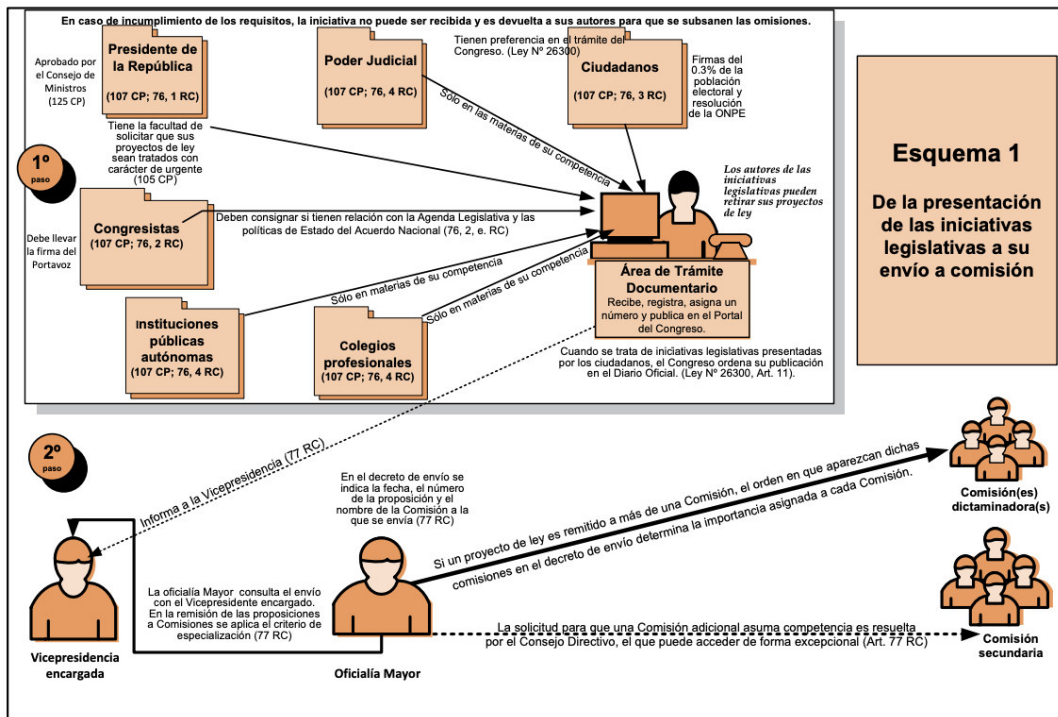 En caso de incumplimiento de los requisitos, la iniciativa no puede ser recibida y es devuelta a sus autores para que se subsanen las omisiones.
Aprobado por
el Consejo de
Ministros
(125 CP)
Presidente de
la República
(107 CP; 76, 1 RC)
Tiene la facultad de
solicitar que sus
proyectos de ley
sean tratados con
carácter de urgente
(105 CP)
Poder Judicial
(107 CP; 76, 4 RC)
Sólo en las materias de su competencia
Tienen preferencia en el trámite del
Congreso. (Ley Nº 26300)
Ciudadanos
(107 CP; 76, 3 RC)
Firmas del
0.3% de la
población
electoral y
resolución
de la ONPE
1º
paso
Debe llevar
la firma del
Portavoz
Congresistas
(107 CP; 76, 2 RC)
Deben consignar si tienen relación con la Agenda Legislativa y las
políticas de Estado del Acuerdo Nacional (76, 2, e. RC)
Los autores de las
iniciativas
legislativas pueden
retirar sus proyectos
de ley
Instituciones
públicas
autónomas
(107 CP; 76, 4 RC)
Sólo en materias de su competencia
Colegios
profesionales
(107 CP; 76, 4 RC)
Sólo en materias de su competencia
Área de Trámite
Documentario
Recibe, registra, asigna un
número y publica en el Portal
del Congreso.
Cuando se trata de iniciativas legislativas presentadas
por los ciudadanos, el Congreso ordena su publicación
en el Diario Oficial. (Ley Nº 26300, Art. 11).
Esquema 1
De la presentación
de las iniciativas
legislativas a su
envío a comisión
2º
paso
Informa a la Vicepresidencia (77 RC)
En el decreto de envío se
indica la fecha, el número
de la proposición y el
nombre de la Comisión a la
que se envía (77 RC)
Si un proyecto de ley es remitido a más de una Comisión, el orden en que aparezcan dichas
comisiones en el decreto de envío determina la importancia asignada a cada Comisión.
Comisión(es)
dictaminadora(s)
La oficialía Mayor consulta el envío
con el Vicepresidente encargado.
En la remisión de las proposiciones
a Comisiones se aplica el criterio de
especialización (77 RC)
La solicitud para que una Comisión adicional asuma competencia es resuelta
por el Consejo Directivo, el que puede acceder de forma excepcional (Art. 77 RC)
Vicepresidencia
encargada
Oficialía Mayor
Comisión
secundaria